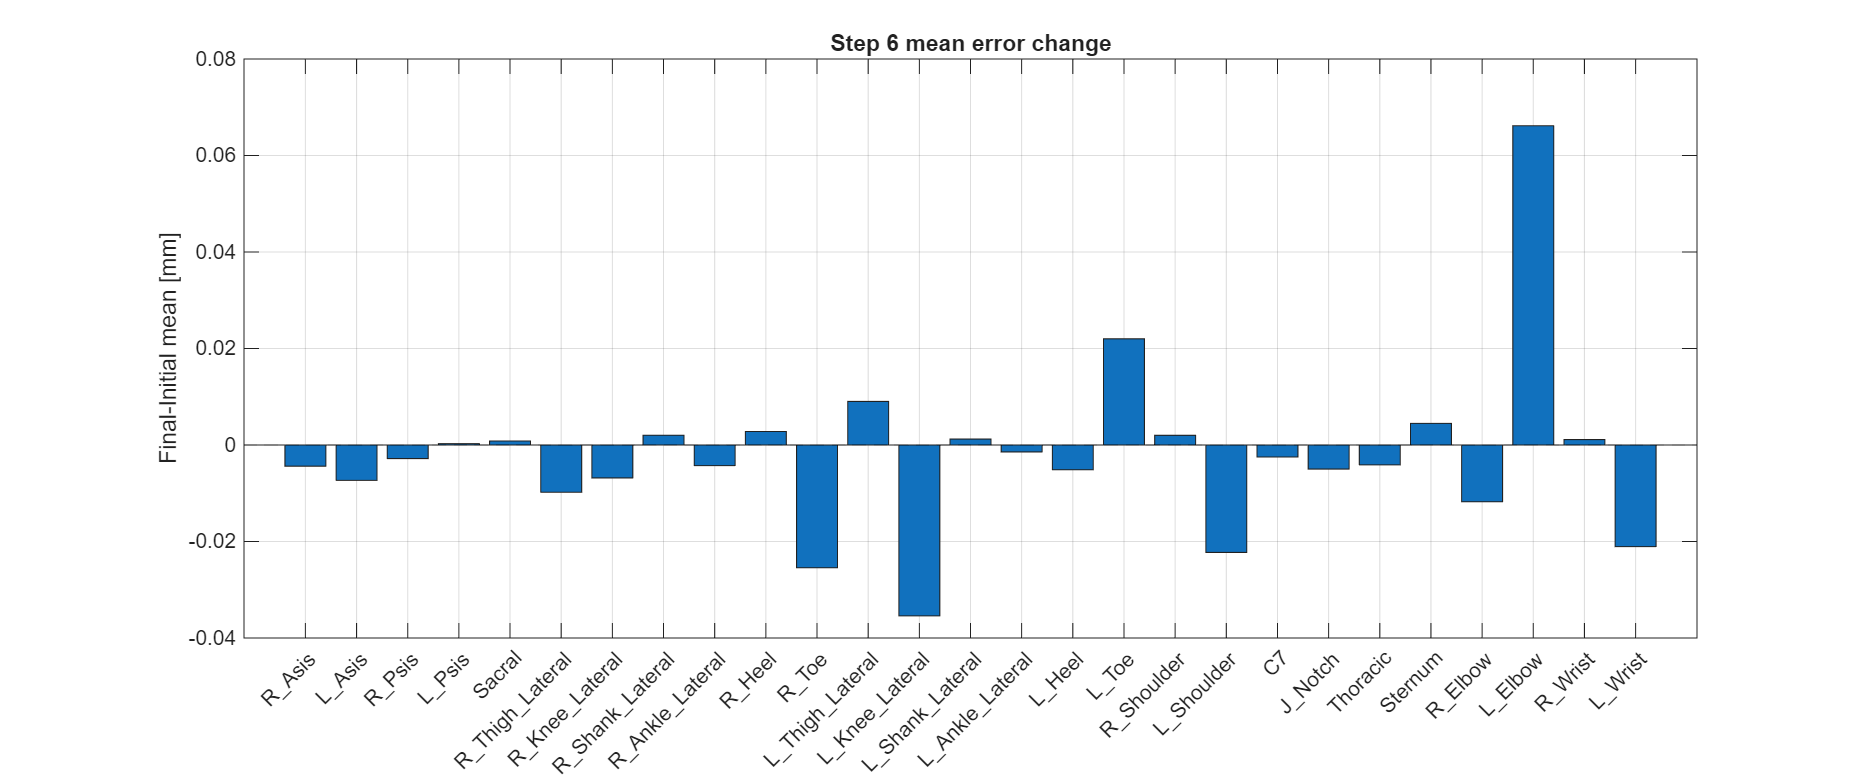 Step 6 mean error change
Final-Initial mean [mm]
0.08
0.06
0.04
0.02
0
-0.02
-0.04
R_Asis
L_Asis
R_Psis
L_Psis
Sacral
R_Thigh_Lateral
R_Knee_Lateral
R_Shank_Lateral
R_Ankle_Lateral
R_Heel
R_Toe
L_Thigh_Lateral
L_Knee_Lateral
L_Shank_Lateral
L_Ankle_Lateral
L_Heel
L_Toe
R_Shoulder
L_Shoulder
C7
J_Notch
Thoracic
Sternum
R_Elbow
L_Elbow
R_Wrist
L_Wrist